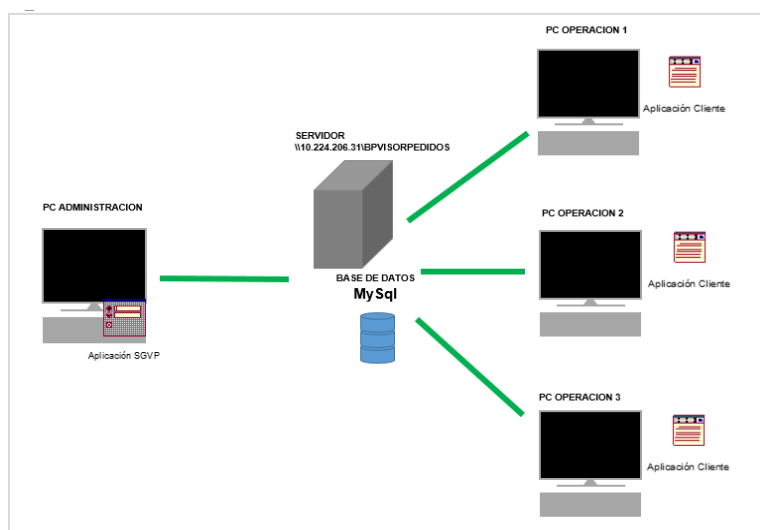 PC OPERACION 1
Aplicación Cliente
SERVIDOR
\\10.224.206.31\BPVISORPEDIDOS
PC ADMINISTRACION
Aplicación SGVP
BASE DE DATOS
MySql
PC OPERACION 2
Aplicación Cliente
PC OPERACION 3
Aplicación Cliente